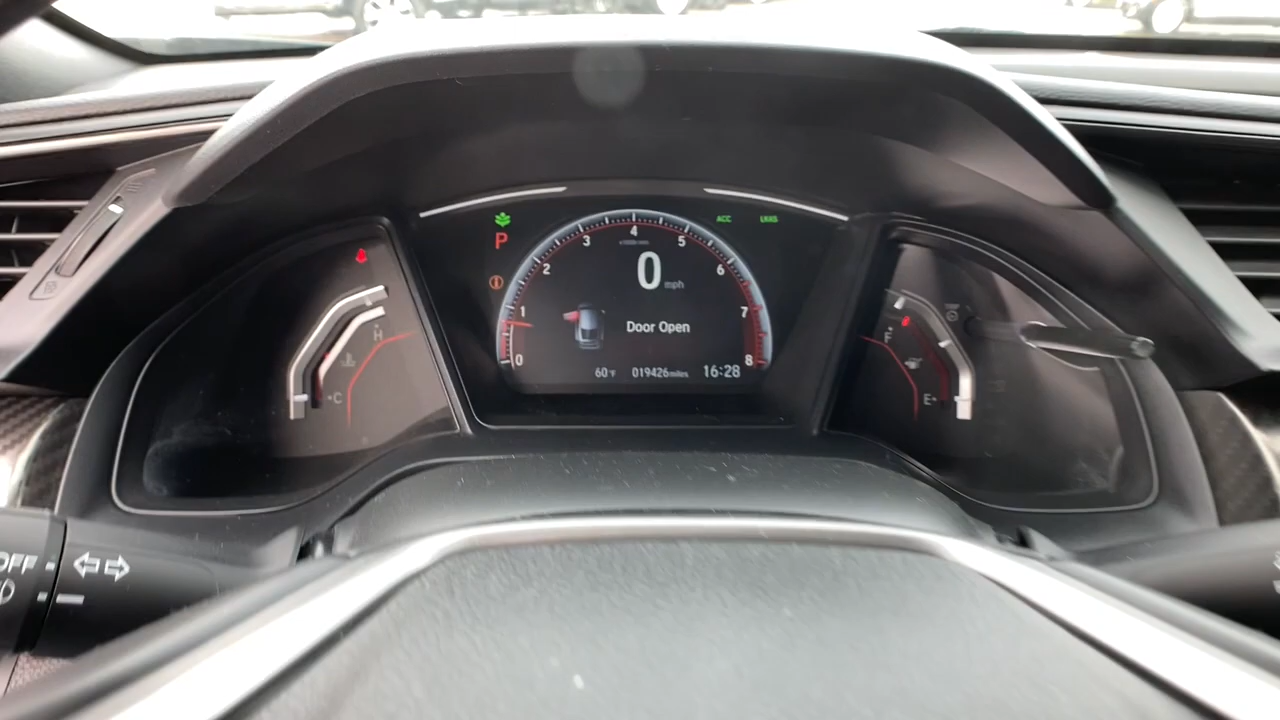 ACC LKAS
P
0 1 2 3 4 5 6 7 8
0 mph
Door Open
60°F 019426 miles 16:28
H
C
F
E
OFF